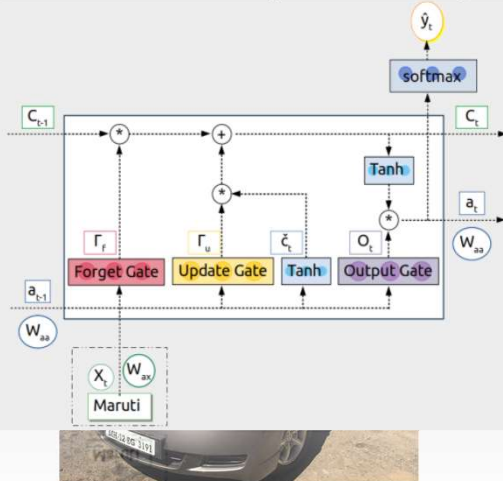 ŷt
softmax
Ct-1
Ct
*
+
Tanh
*
*
at
Γf
Γu
čt
Ot
Waa
Forget Gate
Update Gate
Tanh
Output Gate
at-1
Waa
Xt
Wax
Maruti